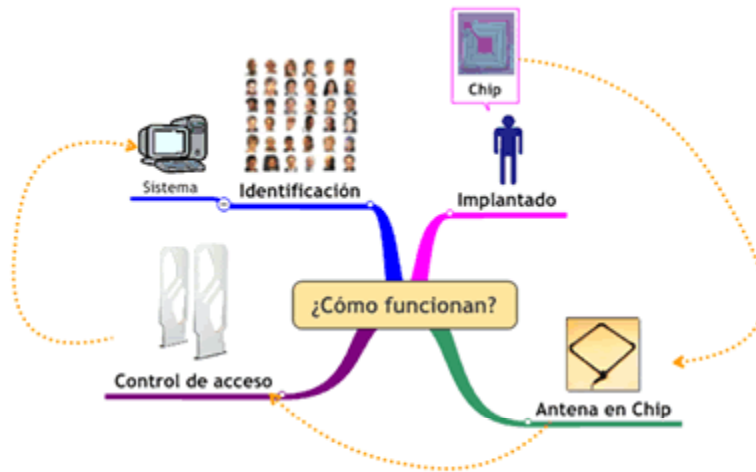 Chip
Sistema
Identificación
Implantado
¿Cómo funcionan?
Control de acceso
Antena en Chip